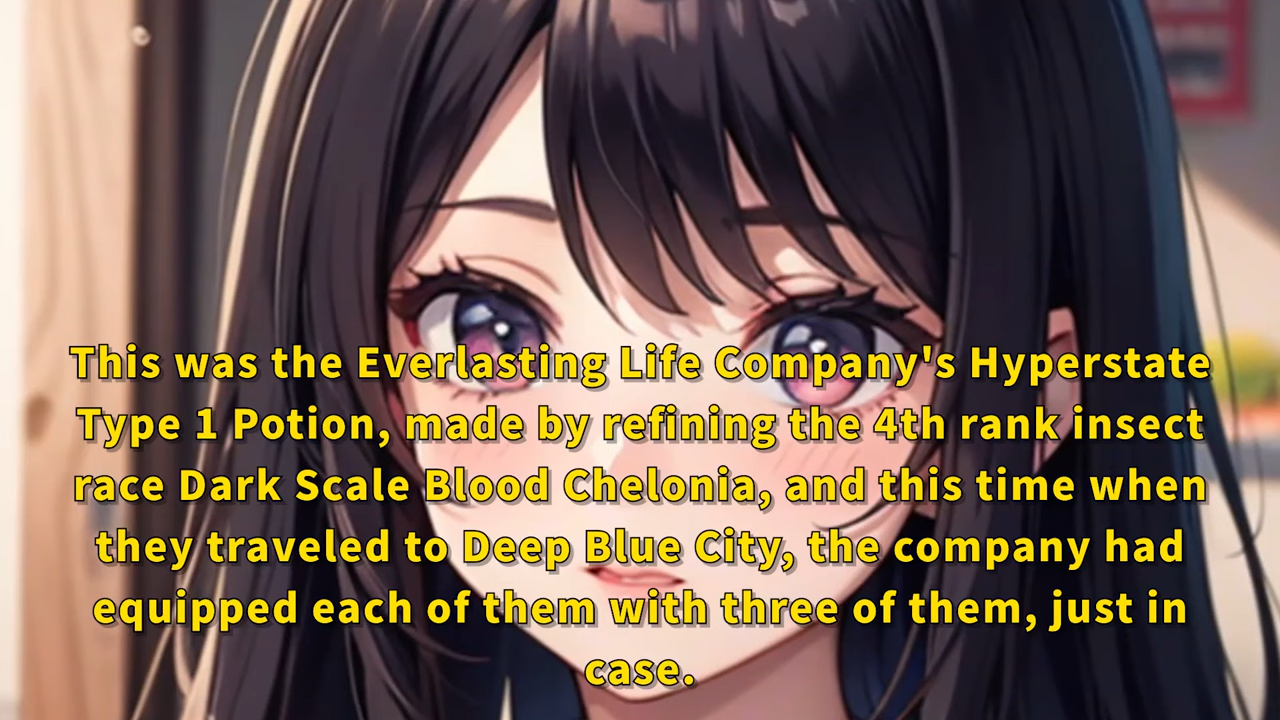 This was the Everlasting Life Company's Hyperstate
Type 1 Potion, made by refining the 4th rank insect
race Dark Scale Blood Chelonia, and this time when
they traveled to Deep Blue City, the company had
equipped each of them with three of them, just in
case.